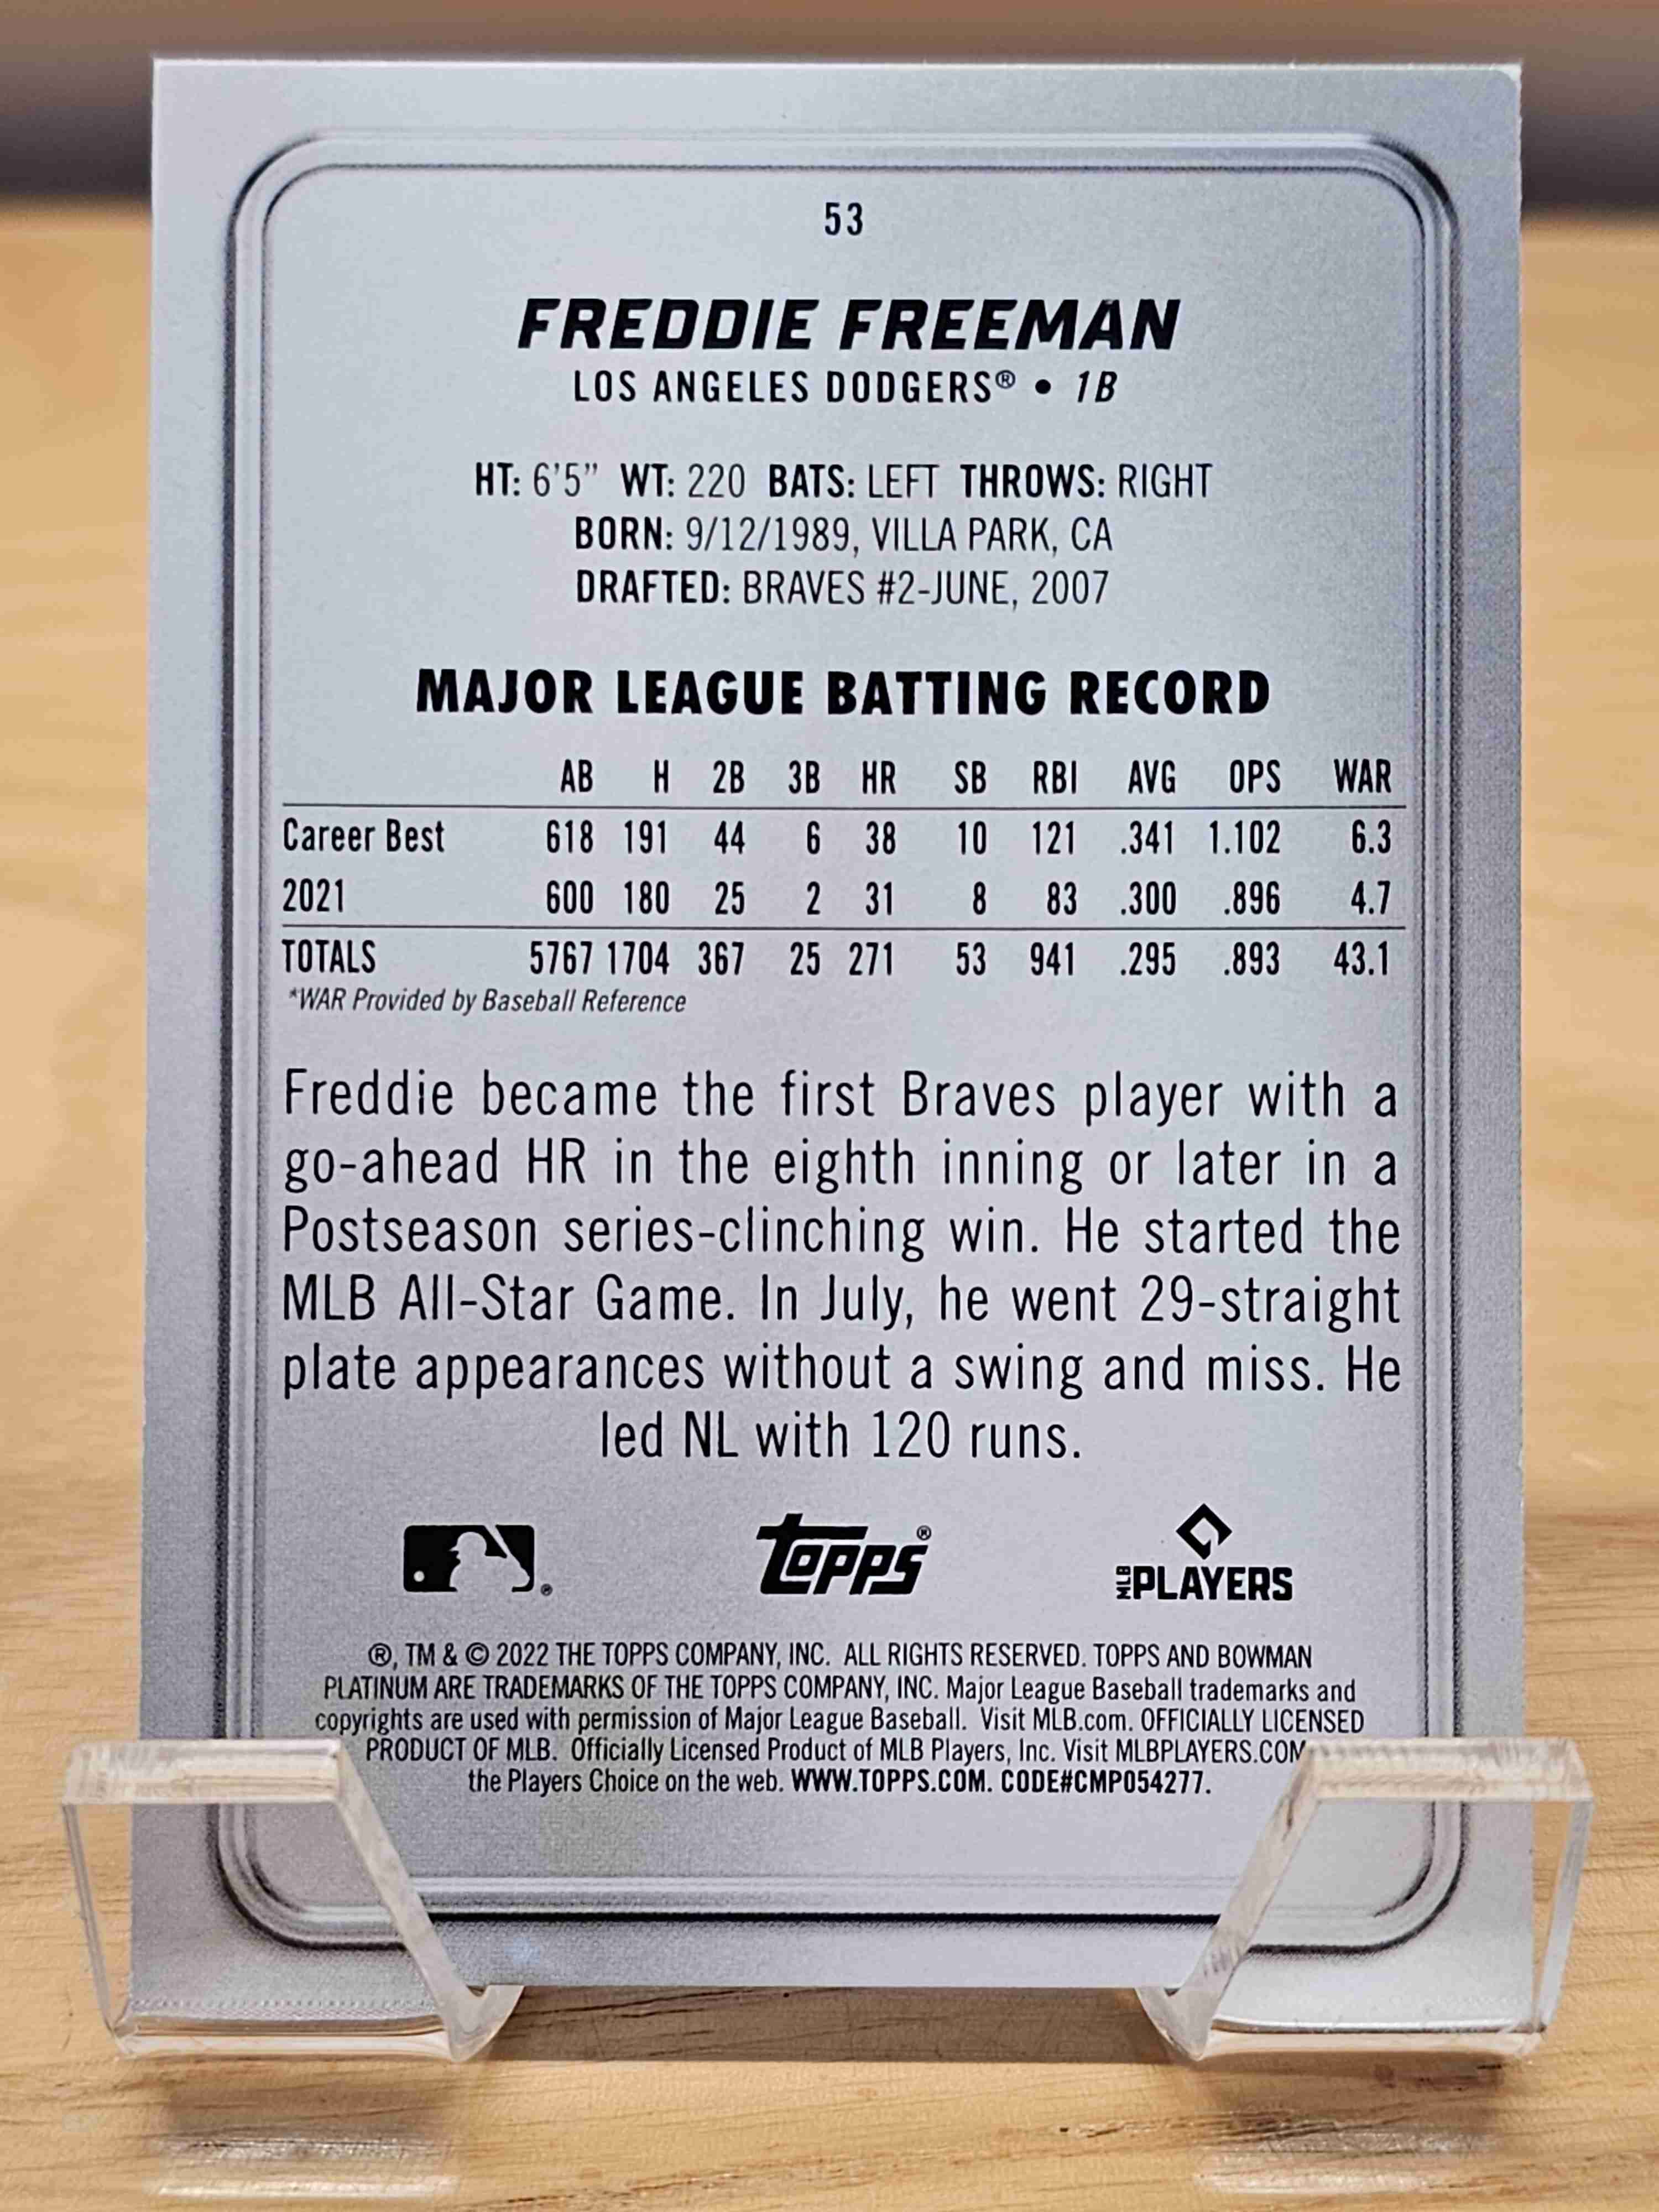 53
FREDDIE FREEMAN
LOS ANGELES DODGERS® • 1B
HT: 6'5" WT: 220 BATS: LEFT THROWS: RIGHT
BORN: 9/12/1989, VILLA PARK, CA
DRAFTED: BRAVES #2-JUNE, 2007
MAJOR LEAGUE BATTING RECORD
AB H 2B 3B HR SB RBI AVG OPS WAR
Career Best 618 191 44 6 38 10 121 .341 1.102 6.3
2021 600 180 25 2 31 8 83 .300 .896 4.7
TOTALS 5767 1704 367 25 271 53 941 .295 .893 43.1
*WAR Provided by Baseball Reference
Freddie became the first Braves player with a
go-ahead HR in the eighth inning or later in a
Postseason series-clinching win. He started the
MLB All-Star Game. In July, he went 29-straight
plate appearances without a swing and miss. He
led NL with 120 runs.
TOPPS®
MLB PLAYERS
®, TM & © 2022 THE TOPPS COMPANY, INC. ALL RIGHTS RESERVED. TOPPS AND BOWMAN
PLATINUM ARE TRADEMARKS OF THE TOPPS COMPANY, INC. Major League Baseball trademarks and
copyrights are used with permission of Major League Baseball. Visit MLB.com. OFFICIALLY LICENSED
PRODUCT OF MLB. Officially Licensed Product of MLB Players, Inc. Visit MLBPLAYERS.COM
the Players Choice on the web. WWW.TOPPS.COM. CODE#CMP054277.